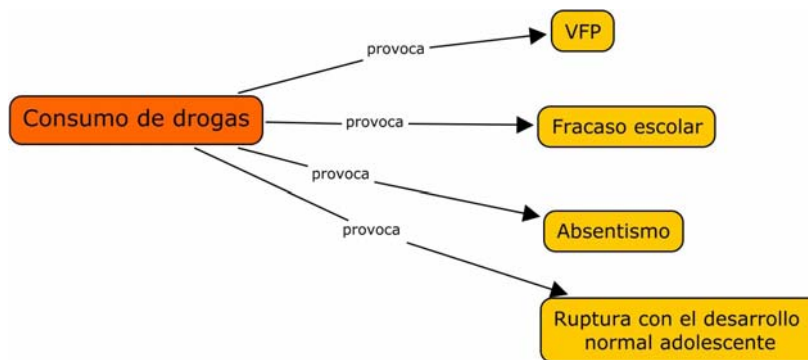 provoca
VFP
Consumo de drogas
provoca
Fracaso escolar
provoca
Absentismo
provoca
Ruptura con el desarrollo
normal adolescente